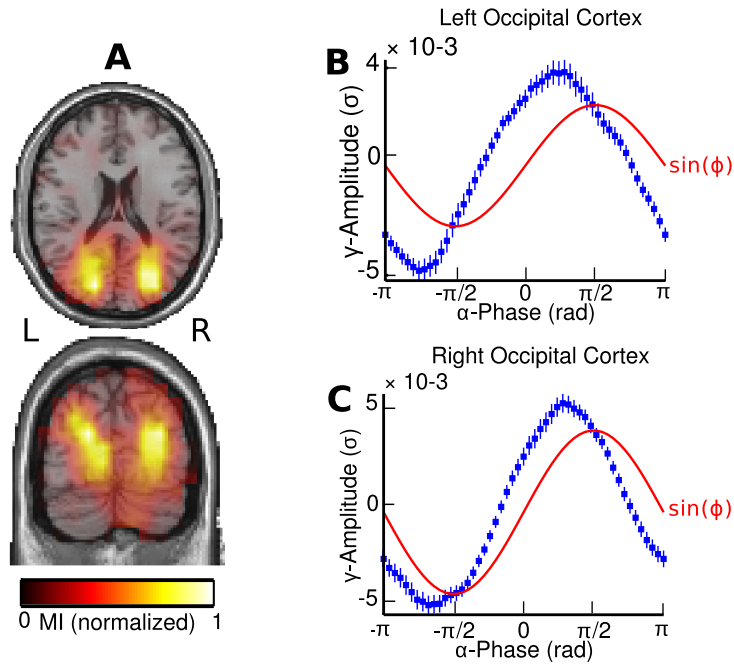 A
L
R
0 MI (normalized) 1
Left Occipital Cortex
B
× 10-3
γ-Amplitude (σ)
4
0
-5
sin(ϕ)
-π -π/2 0 π/2 π
α-Phase (rad)
Right Occipital Cortex
C
× 10-3
γ-Amplitude (σ)
5
0
-5
sin(ϕ)
-π -π/2 0 π/2 π
α-Phase (rad)